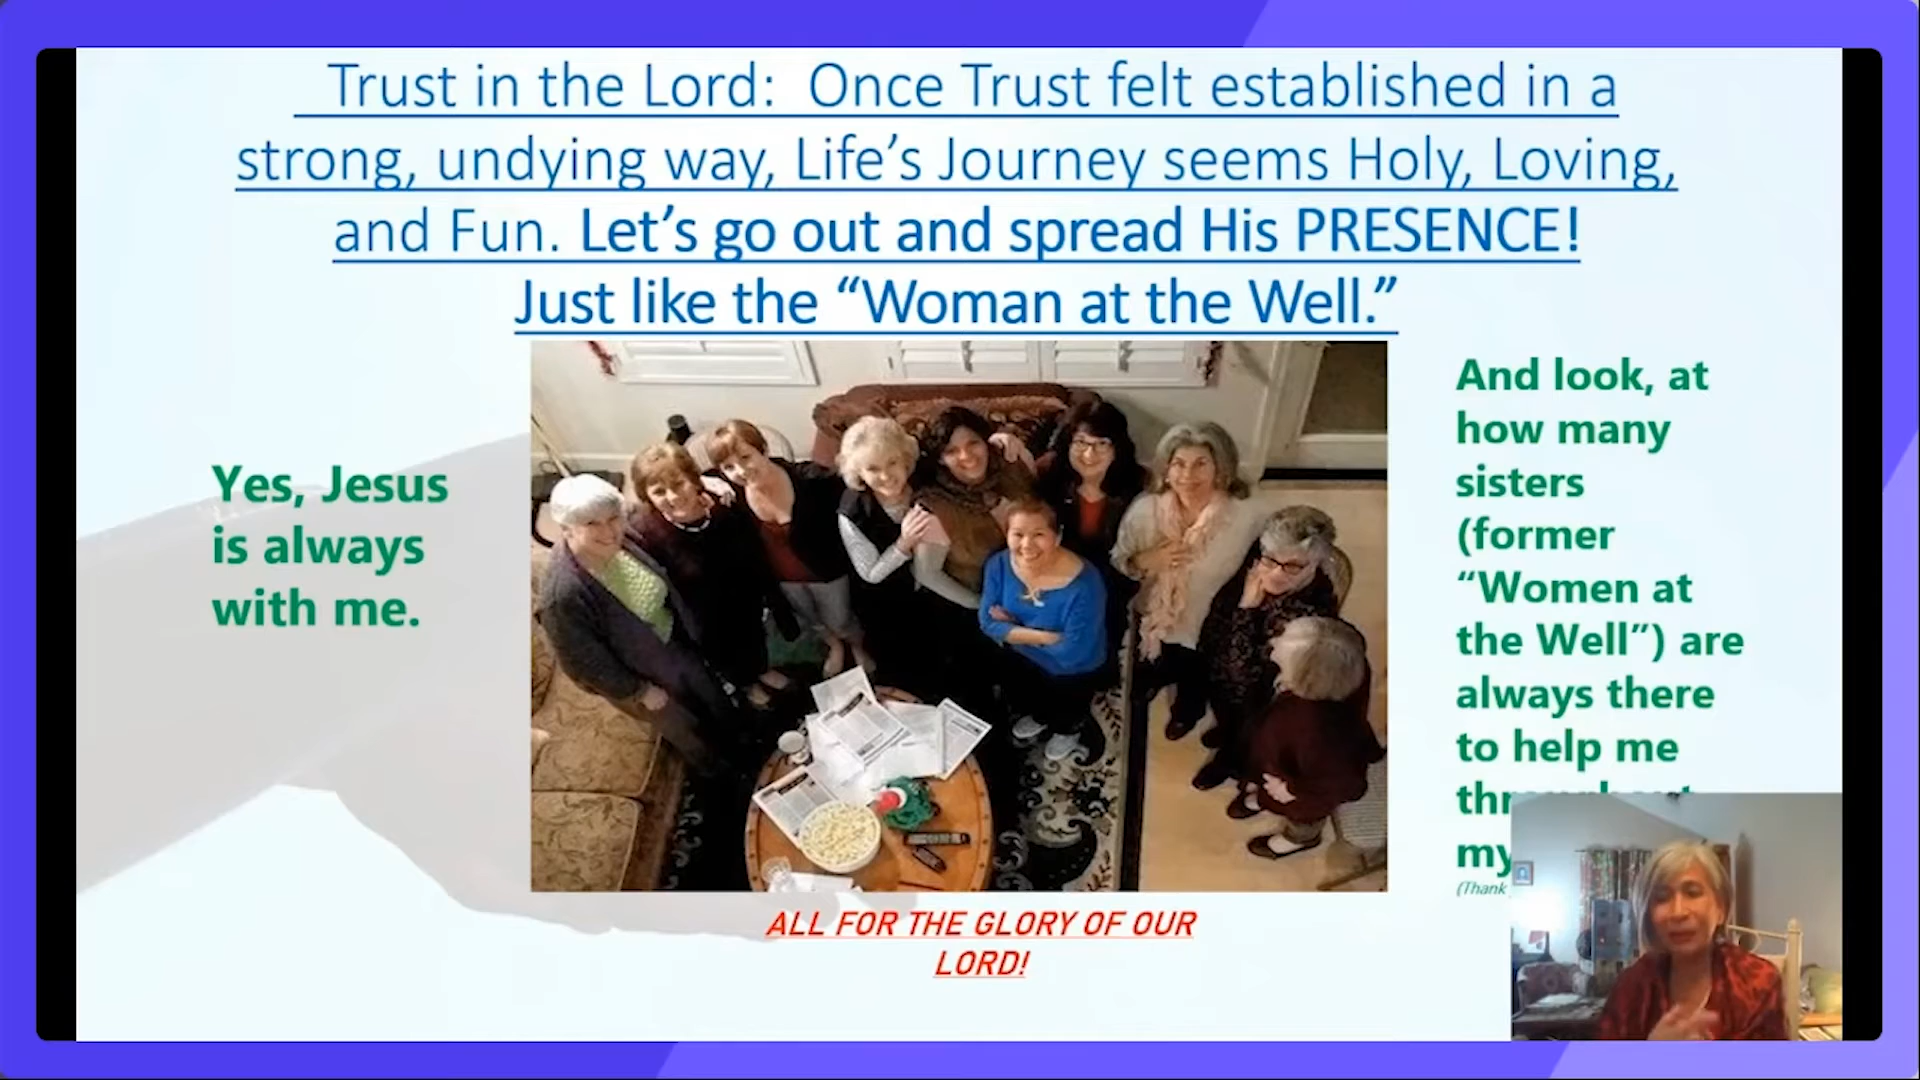 Trust in the Lord:  Once Trust felt established in a
strong, undying way, Life’s Journey seems Holy, Loving,
and Fun. Let’s go out and spread His PRESENCE!
Just like the “Woman at the Well.”
Yes, Jesus
is always
with me.
And look, at
how many
sisters
(former
“Women at
the Well”) are
always there
to help me
my
(Thank
ALL FOR THE GLORY OF OUR
LORD!